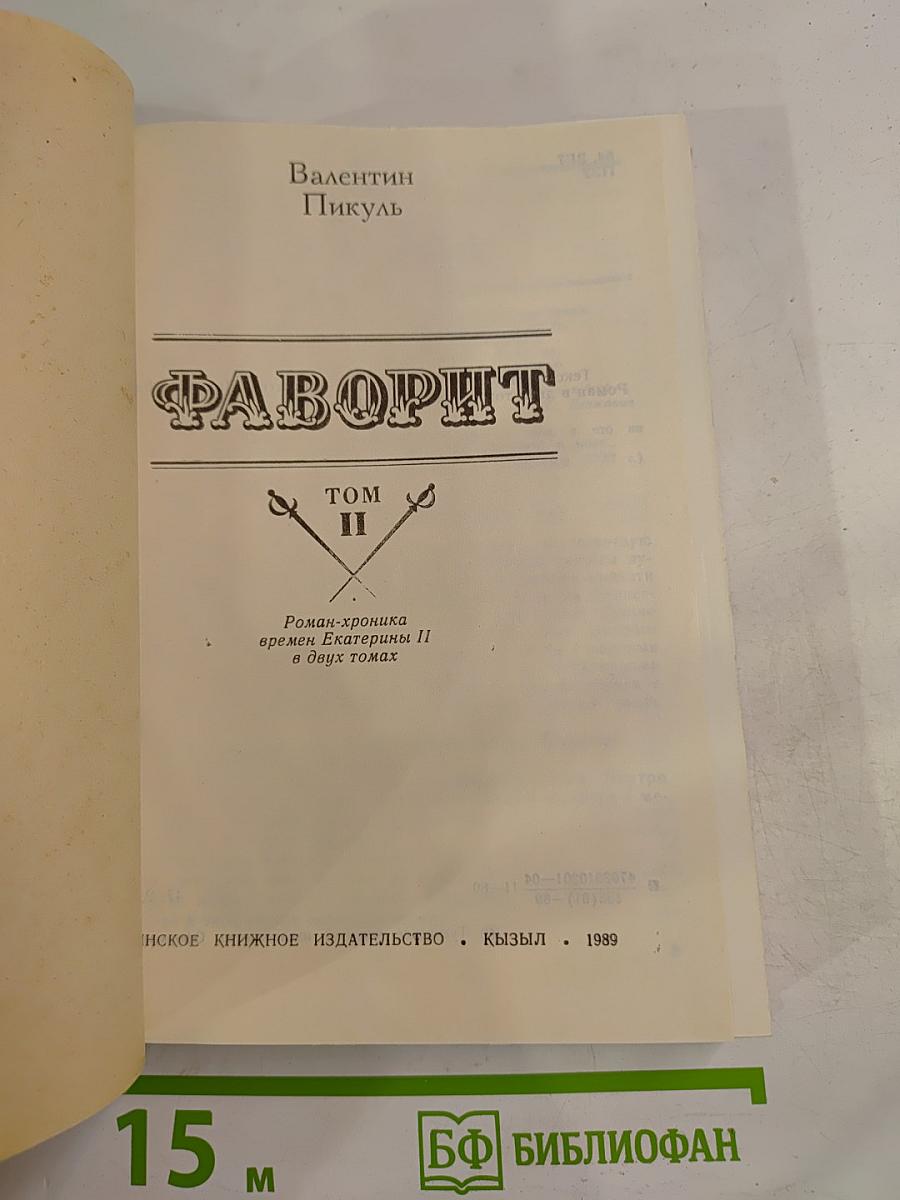 Валентин
Пикуль
ФАВОРИТ
ТОМ
II
Роман-хроника
времен Екатерины II
в двух томах
ИНСКОЕ КНИЖНОЕ ИЗДАТЕЛЬСТВО . КЫЗЫЛ . 1989
15 м
БФ БИБЛИОФАН